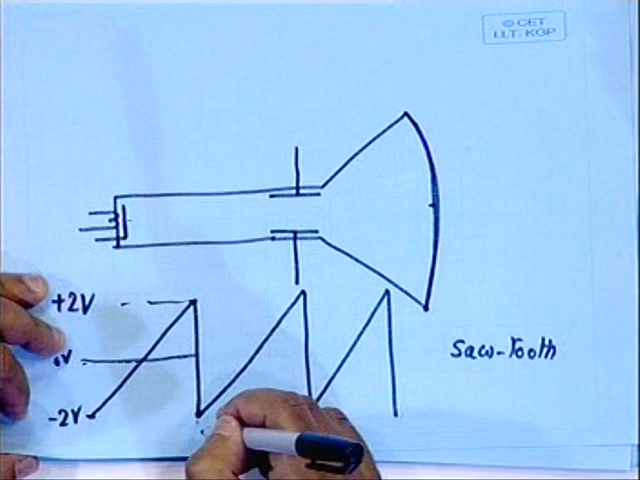 © CET
I.I.T. KGP
+2V
0V
-2V
Saw-Tooth